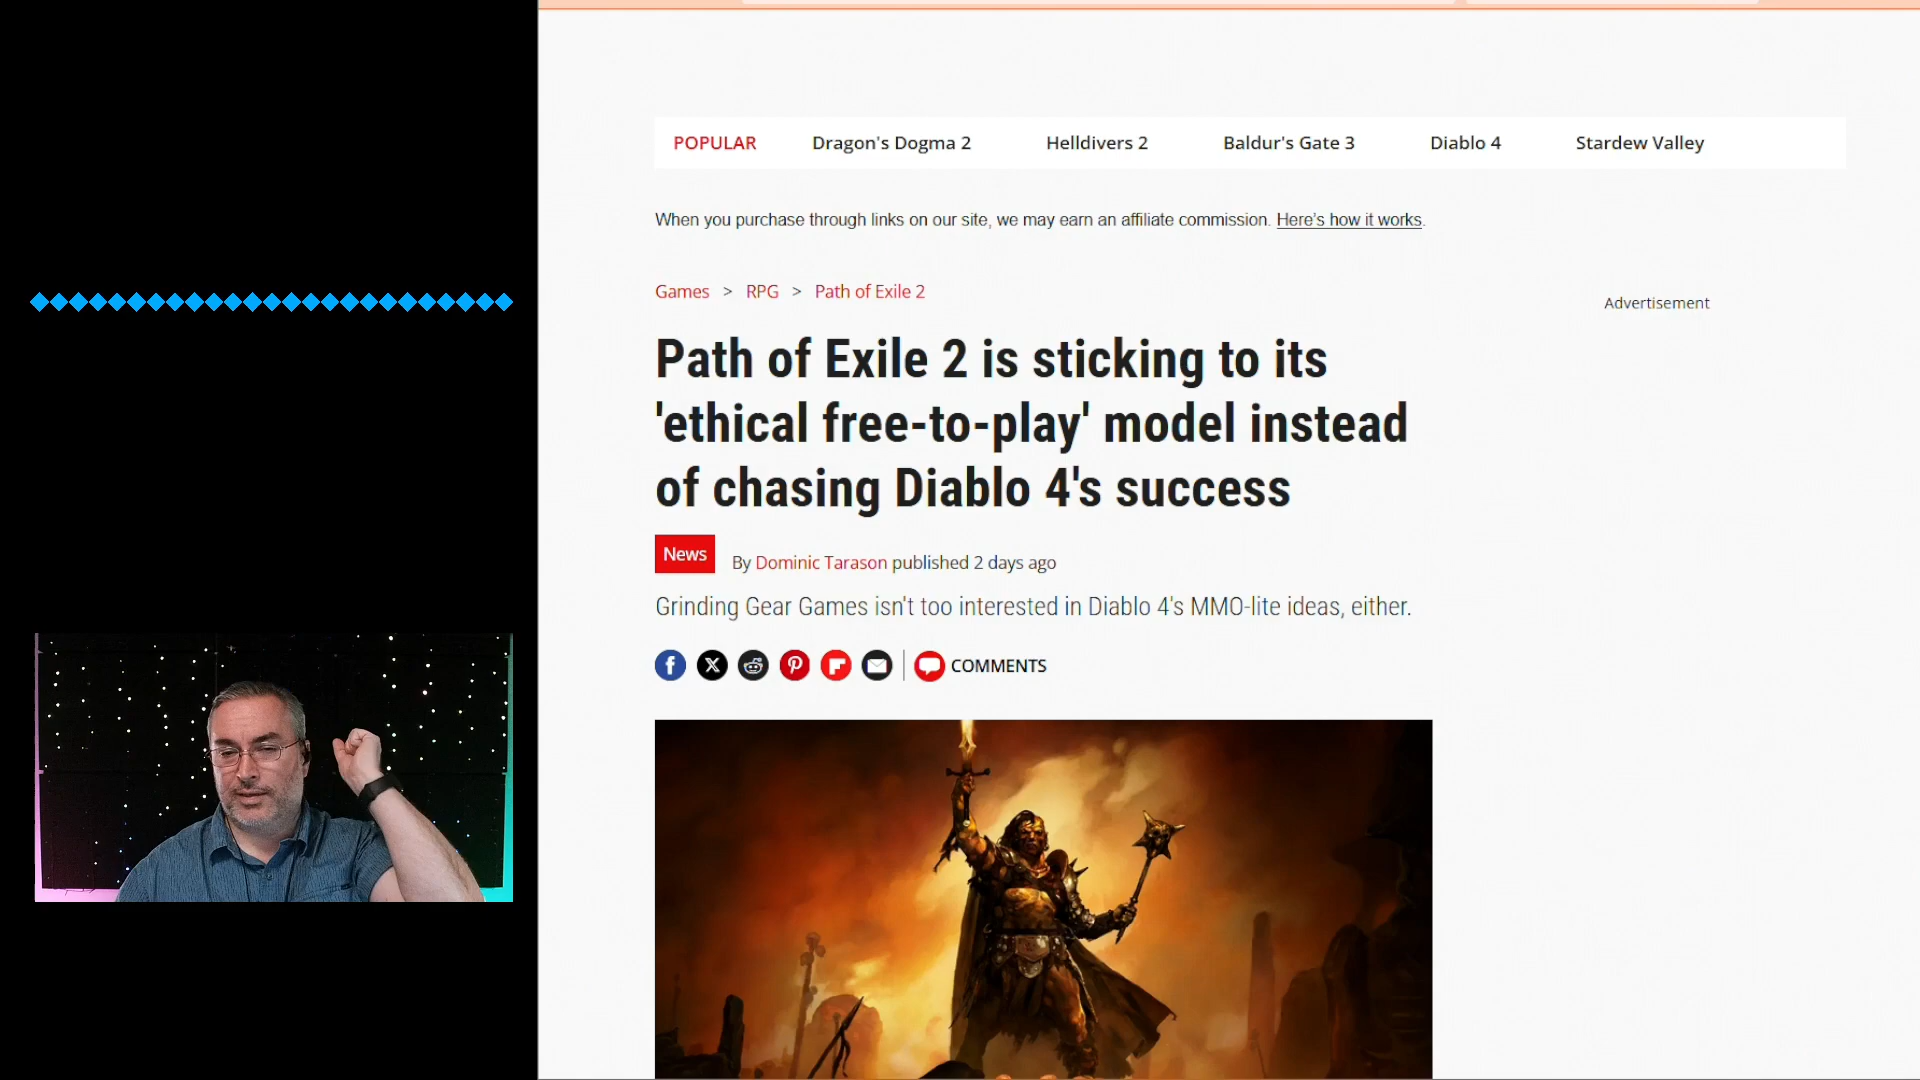 POPULAR Dragon's Dogma 2 Helldivers 2 Baldur's Gate 3 Diablo 4 Stardew Valley
When you purchase through links on our site, we may earn an affiliate commission. Here's how it works.
Games > RPG > Path of Exile 2
Advertisement
Path of Exile 2 is sticking to its
'ethical free-to-play' model instead
of chasing Diablo 4's success
News By Dominic Tarason published 2 days ago
Grinding Gear Games isn't too interested in Diablo 4's MMO-lite ideas, either.
COMMENTS